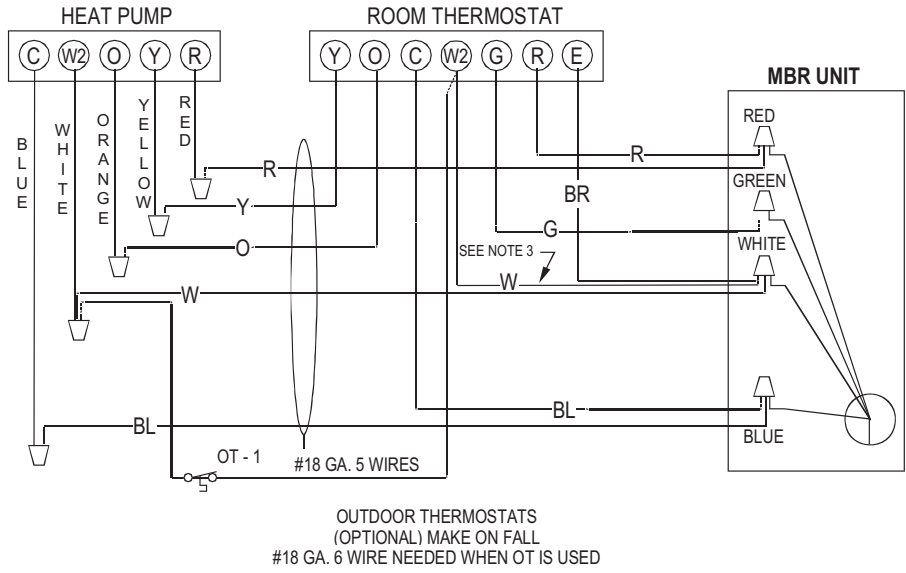 HEAT PUMP
ROOM THERMOSTAT
C W2 O Y R
Y O C W2 G R E
MBR UNIT
BLUE
WHITE
ORANGE
YELLOW
RED
RED
R
R
BR
GREEN
Y
G
WHITE
O
SEE NOTE 3
W
W
BL
BL
BLUE
OT - 1
#18 GA. 5 WIRES
OUTDOOR THERMOSTATS
(OPTIONAL) MAKE ON FALL
#18 GA. 6 WIRE NEEDED WHEN OT IS USED